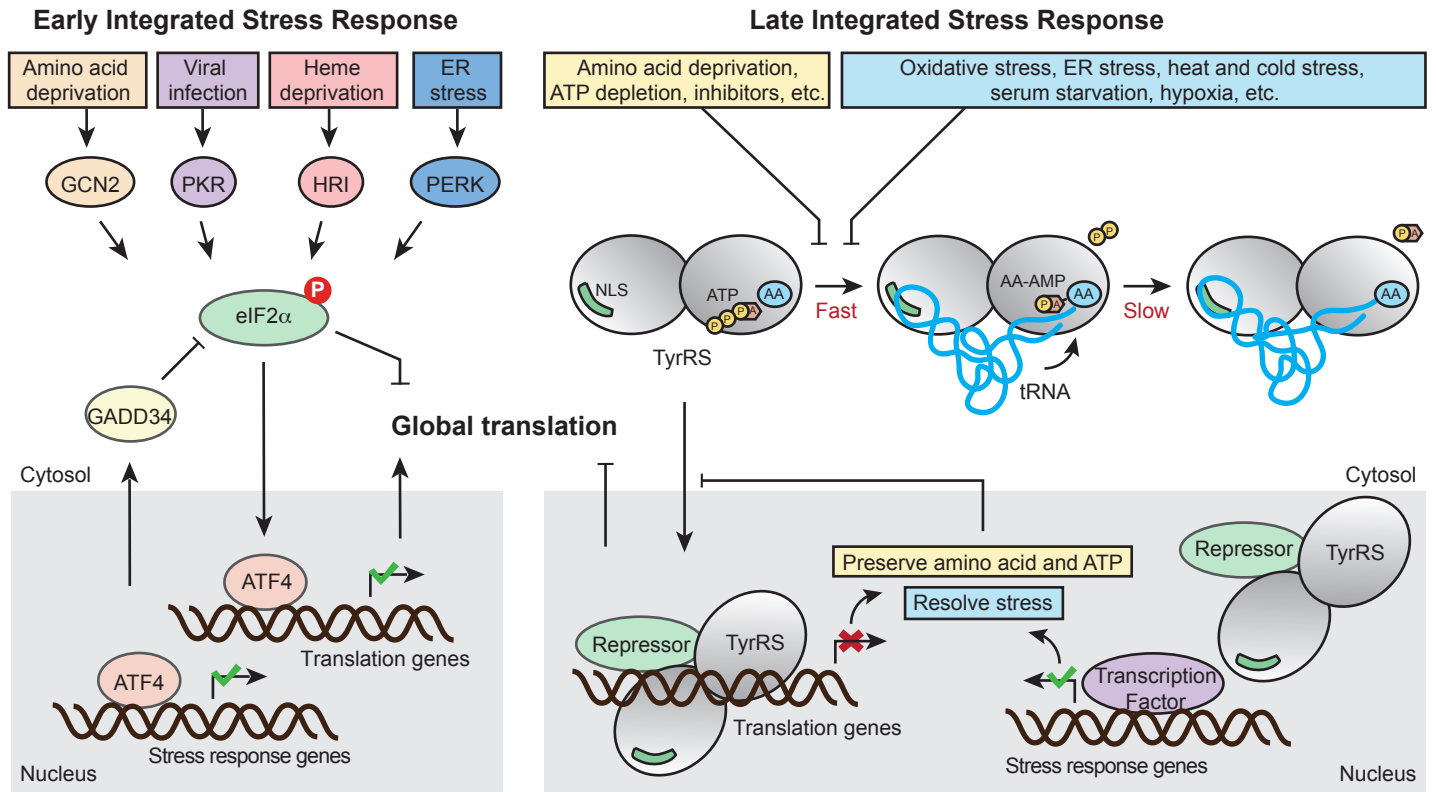 Early Integrated Stress Response
Amino acid
deprivation
Viral
infection
Heme
deprivation
ER
stress
GCN2
PKR
HRI
PERK
P
eIF2α
GADD34
Global translation
Cytosol
ATF4
Translation genes
ATF4
Stress response genes
Nucleus
Late Integrated Stress Response
Amino acid deprivation,
ATP depletion, inhibitors, etc.
Oxidative stress, ER stress, heat and cold stress,
serum starvation, hypoxia, etc.
NLS
ATP
AA
P P P A
TyrRS
Fast
P P
AA-AMP
P A
AA
tRNA
Slow
P A
AA
Cytosol
Preserve amino acid and ATP
Resolve stress
Repressor
TyrRS
Translation genes
Repressor
TyrRS
Transcription
Factor
Stress response genes
Nucleus